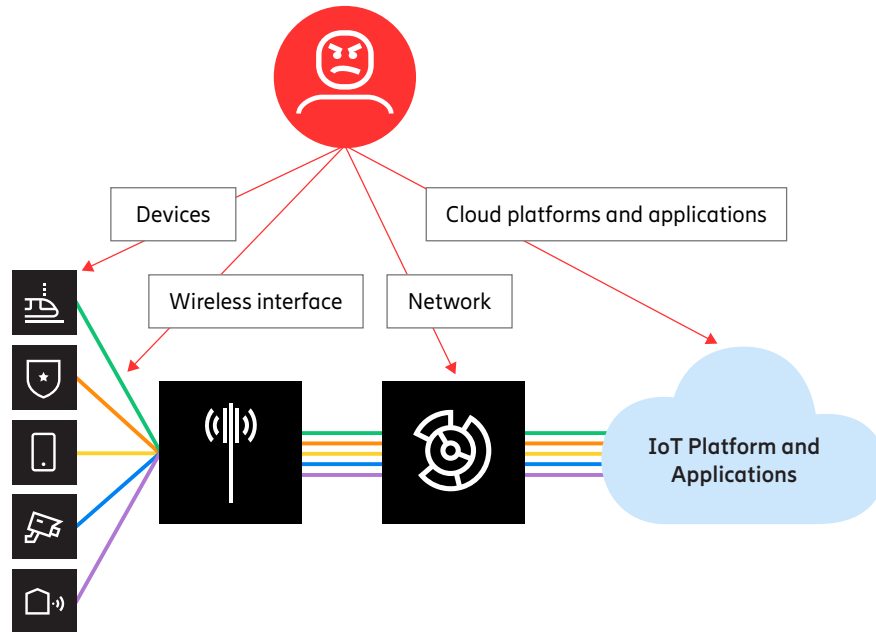 Devices
Cloud platforms and applications
Wireless interface
Network
IoT Platform and
Applications